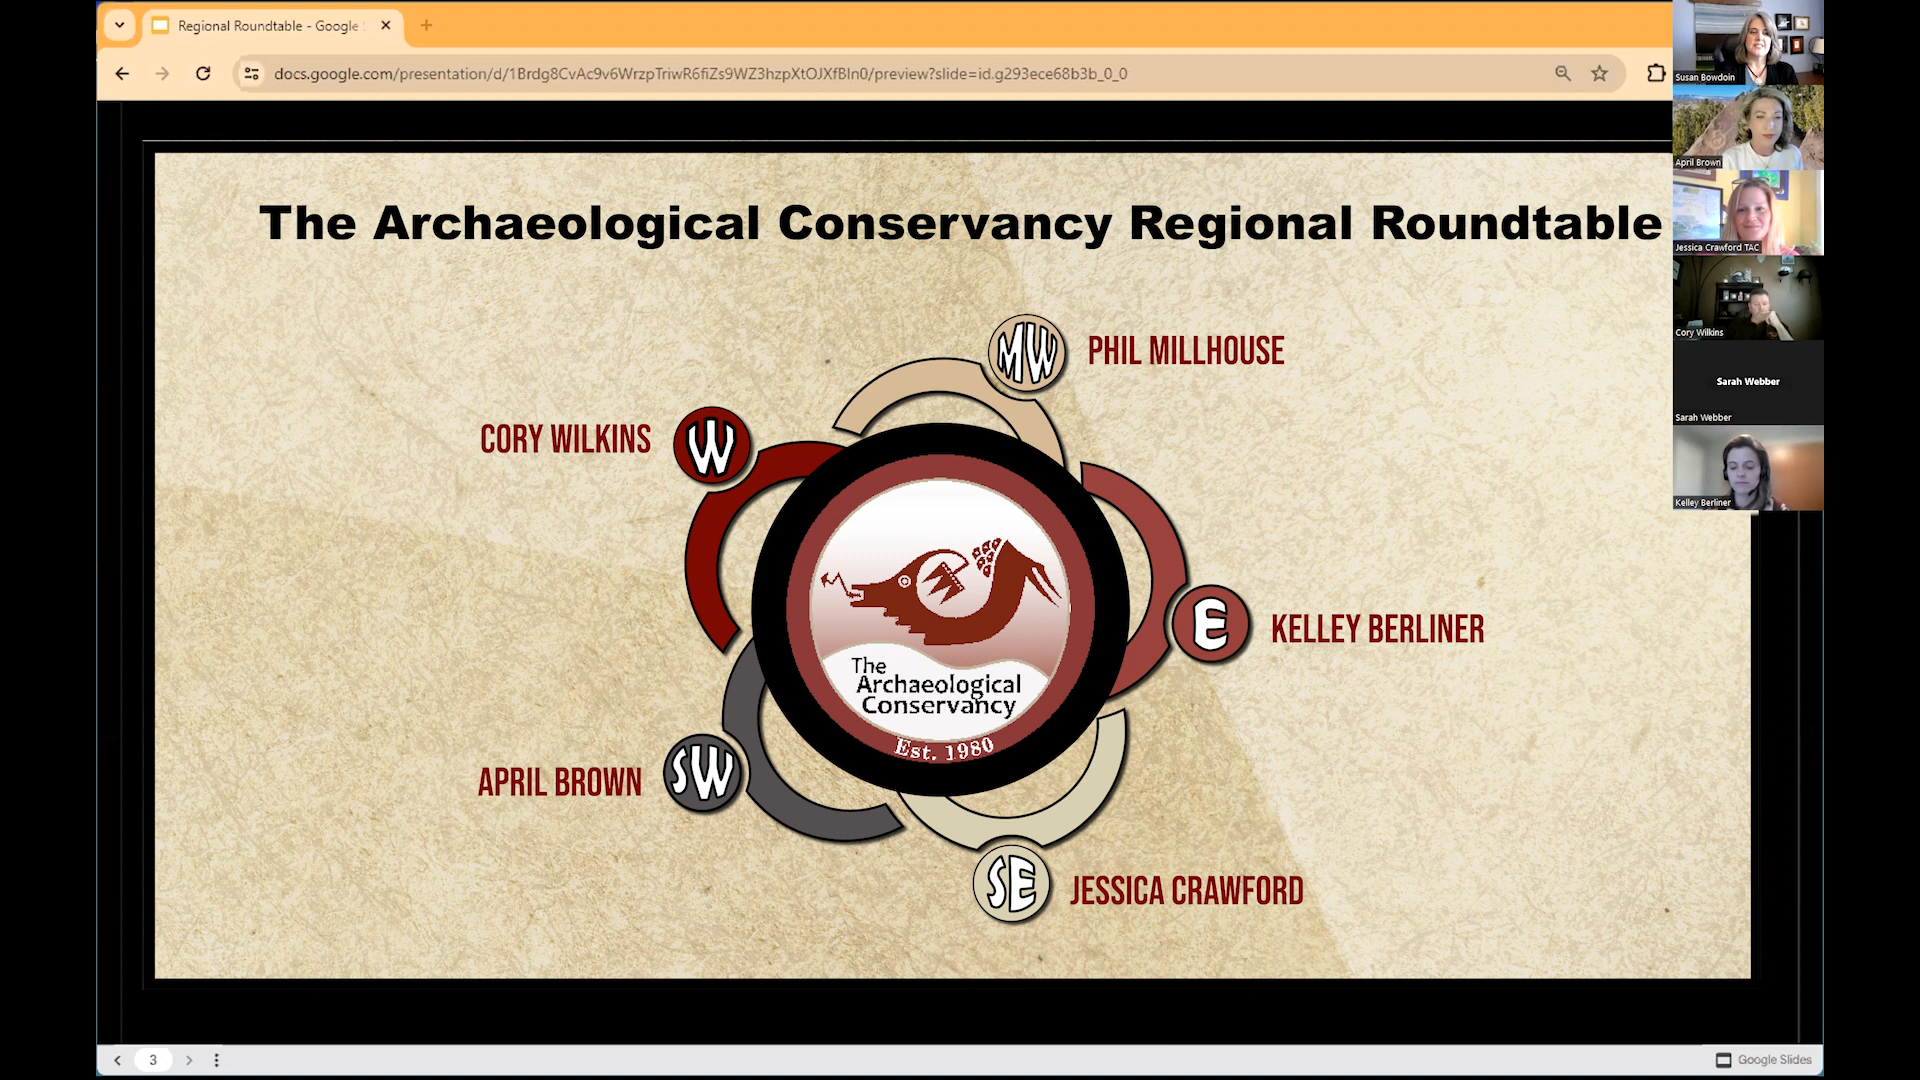 Regional Roundtable - Google S
docs.google.com/presentation/d/1Brdg8CvAc9v6WrzpTriwR6fiZs9WZ3hzpXtOJXfBIn0/preview?slide=id.g293ece68b3b_0_0
The Archaeological Conservancy Regional Roundtable
MW
PHIL MILLHOUSE
CORY WILKINS
W
E
KELLEY BERLINER
The
Archaeological
Conservancy
Est. 1980
APRIL BROWN
SW
SE
JESSICA CRAWFORD
Susan Bowdoin
April Brown
Jessica Crawford TAC
Cory Wilkins
Sarah Webber
Sarah Webber
Kelley Berliner
3
Google Slides